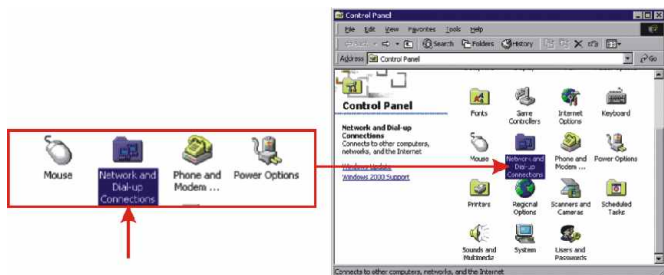 Mouse
Network and
Dial-up
Connections
Phone and
Modem ...
Power Options
Control Panel
File Edit View Favorites Tools Help
Search Folders History
Address Control Panel Go
Control Panel
Network and Dial-up
Connections
Connects to other computers,
networks, and the Internet
Windows Update
Windows 2000 Support
Fonts
Game
Controllers
Internet
Options
Keyboard
Mouse
Network and
Dial-up
Connections
Phone and
Modem ...
Power Options
Printers
Regional
Options
Scanners and
Cameras
Scheduled
Tasks
Sounds and
Multimedia
System
Users and
Passwords
Connects to other computers, networks, and the Internet